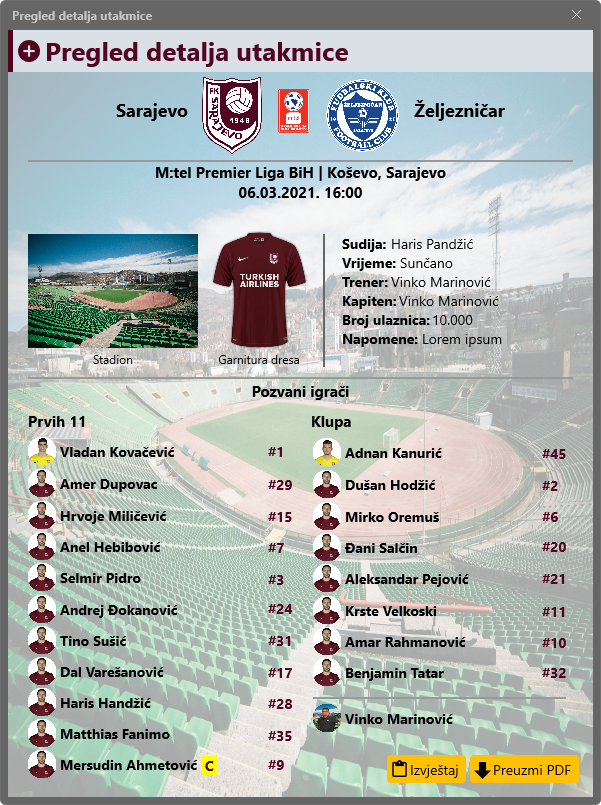 Pregled detalja utakmice
Pregled detalja utakmice
Sarajevo
FK
SARAJEVO
1946
m:tel
ŽELJEZNIČAR
FOOTBALL CLUB
Željezničar
M:tel Premier Liga BiH | Koševo, Sarajevo
06.03.2021. 16:00
TURKISH
AIRLINES
Stadion
Garnitura dresa
Sudija: Haris Pandžić
Vrijeme: Sunčano
Trener: Vinko Marinović
Kapiten: Vinko Marinović
Broj ulaznica: 10.000
Napomene: Lorem ipsum
Pozvani igrači
Prvih 11
Vladan Kovačević #1
Amer Dupovac #29
Hrvoje Miličević #15
Anel Hebibović #7
Selmir Pidro #3
Andrej Đokanović #24
Tino Sušić #31
Dal Varešanović #17
Haris Handžić #28
Matthias Fanimo #35
Mersudin Ahmetović C #9
Klupa
Adnan Kanurić #45
Dušan Hodžić #2
Mirko Oremuš #6
Đani Salčin #20
Aleksandar Pejović #21
Krste Velkoski #11
Amar Rahmanović #10
Benjamin Tatar #32
Vinko Marinović
Izvještaj
Preuzmi PDF